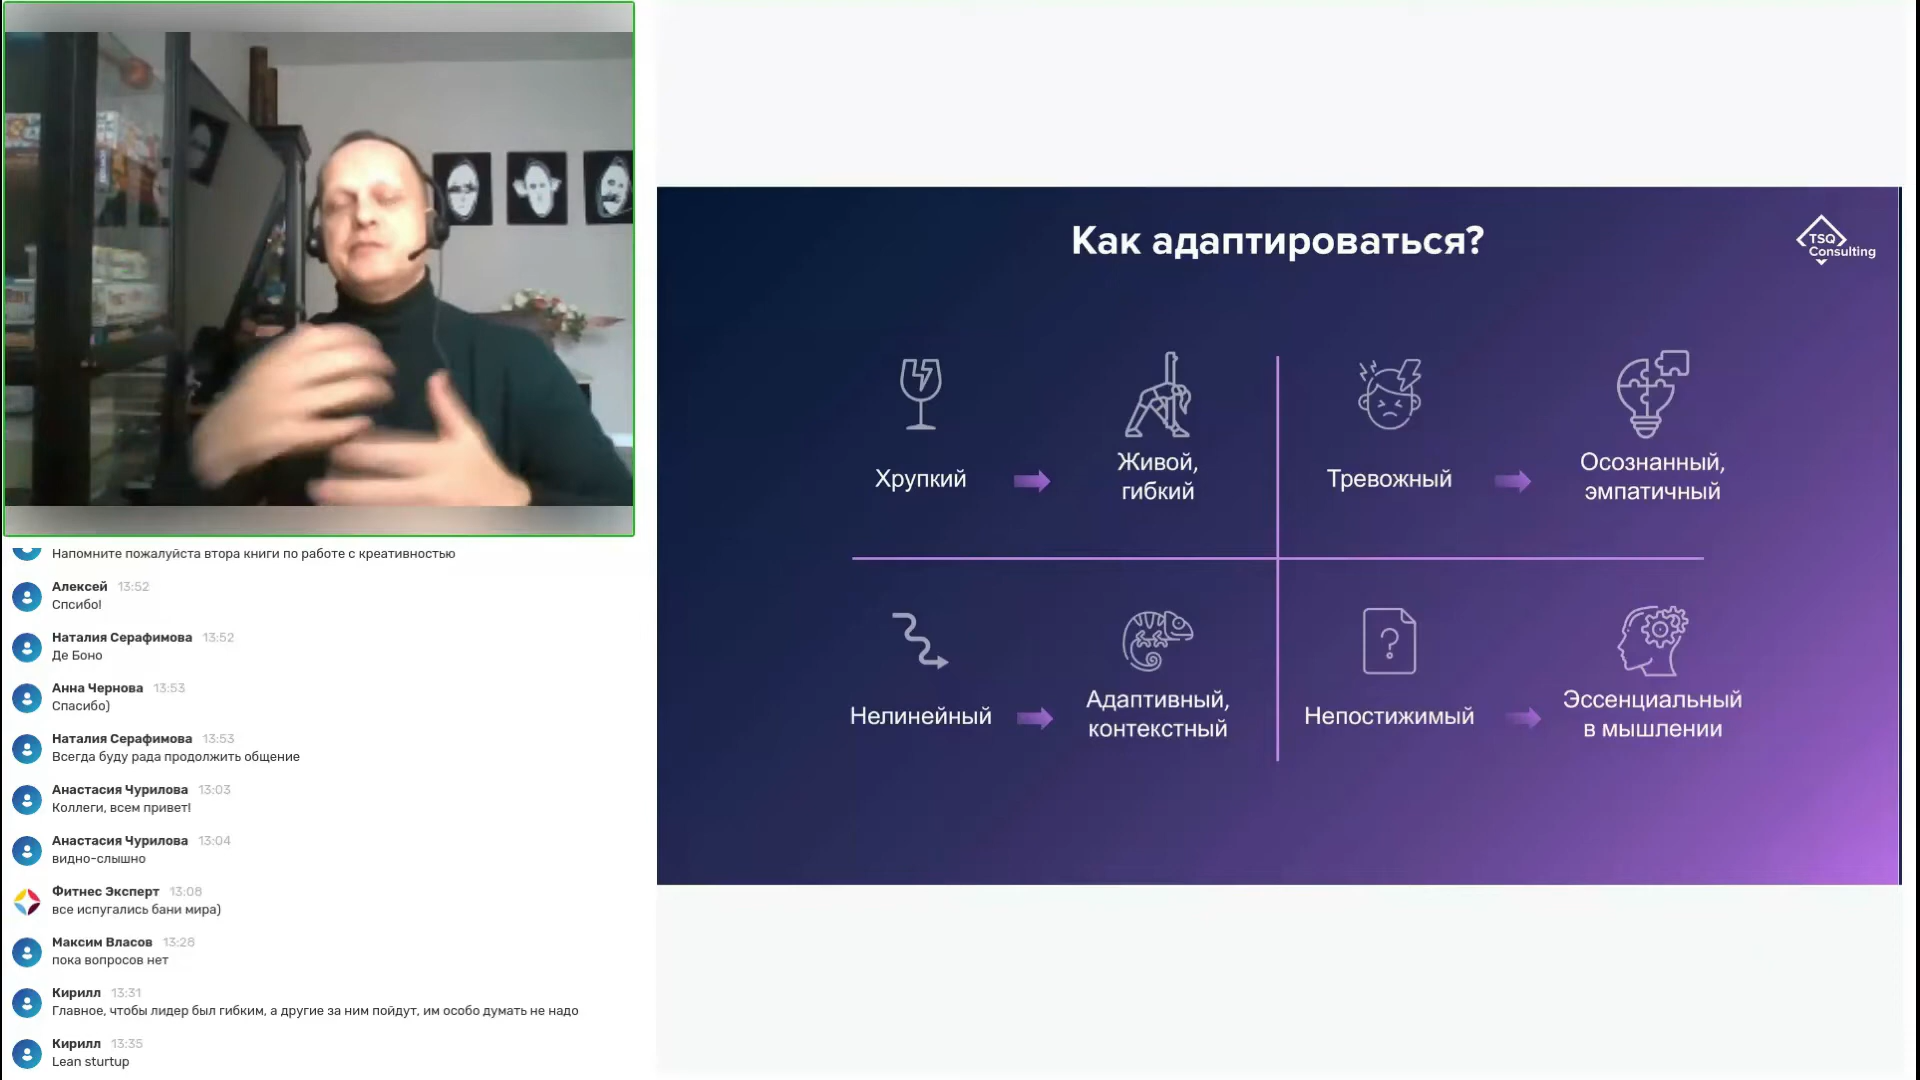 Напомните пожалуйста втора книги по работе с креативностью
Алексей 13:52
Спсибо!
Наталия Серафимова 13:52
Де Боно
Анна Чернова 13:53
Спасибо)
Наталия Серафимова 13:53
Всегда буду рада продолжить общение
Анастасия Чурилова 13:03
Коллеги, всем привет!
Анастасия Чурилова 13:04
видно-слышно
Фитнес Эксперт 13:08
все испугались бани мира)
Максим Власов 13:28
пока вопросов нет
Кирилл 13:31
Главное, чтобы лидер был гибким, а другие за ним пойдут, им особо думать не надо
Кирилл 13:35
Lean sturtup
Как адаптироваться?
TSQ
Consulting
Хрупкий
Живой,
гибкий
Тревожный
Осознанный,
эмпатичный
Нелинейный
Адаптивный,
контекстный
?
Непостижимый
Эссенциальный
в мышлении